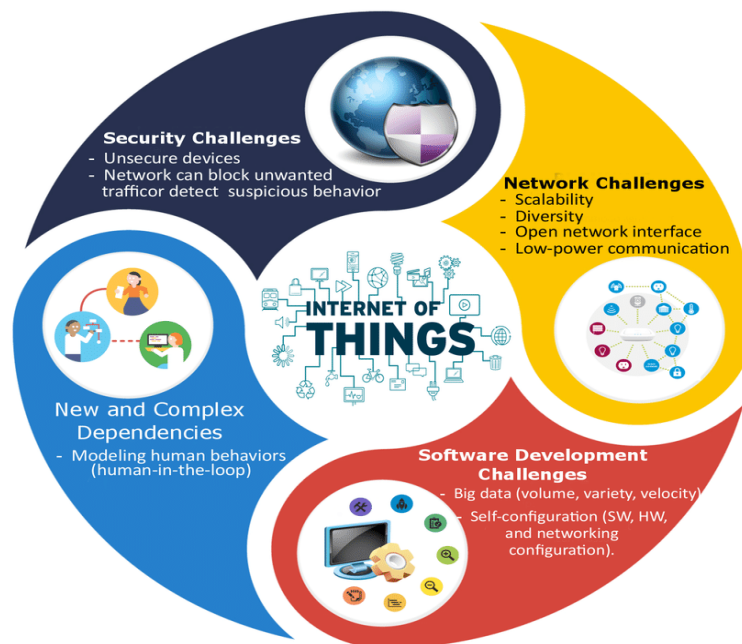 Security Challenges
- Unsecure devices
- Network can block unwanted
trafficor detect suspicious behavior
Network Challenges
- Scalability
- Diversity
- Open network interface
- Low-power communication
INTERNET OF
THINGS
New and Complex
Dependencies
- Modeling human behaviors
(human-in-the-loop)
Software Development
Challenges
- Big data (volume, variety, velocity)
- Self-configuration (SW, HW,
and networking
configuration).